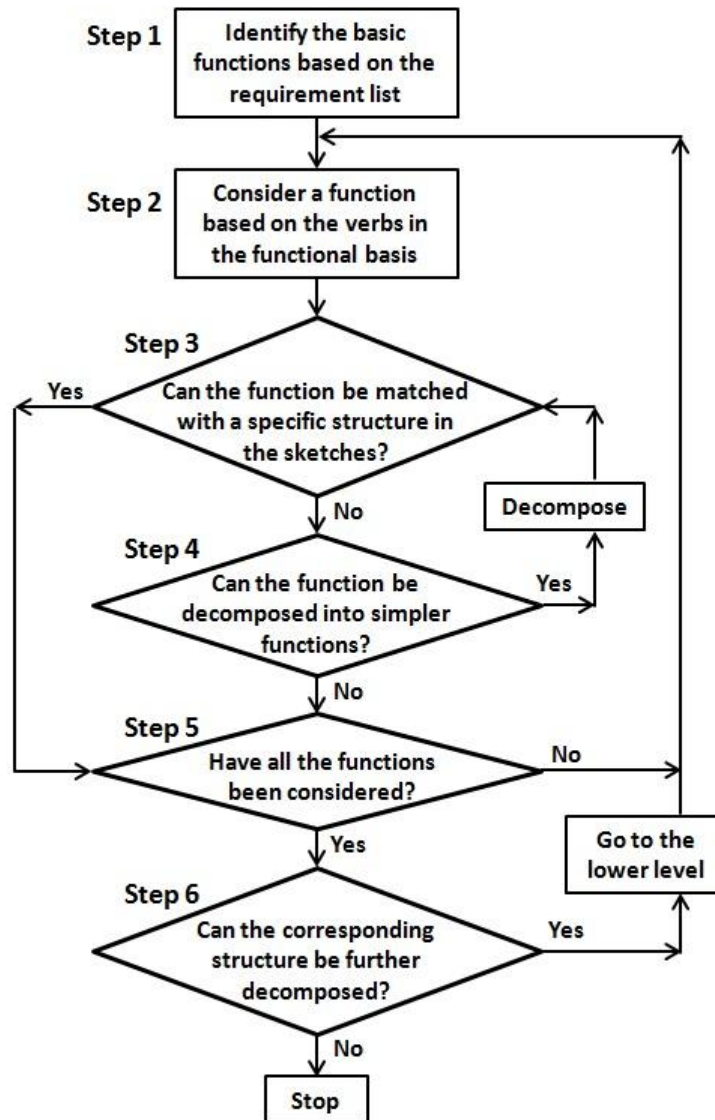 Step 1
Identify the basic
functions based on the
requirement list
Step 2
Consider a function
based on the verbs in
the functional basis
Step 3
Yes
Can the function be matched
with a specific structure in
the sketches?
Decompose
No
Step 4
Can the function be
decomposed into simpler
functions?
Yes
No
Step 5
Have all the functions
been considered?
No
Yes
Go to the
lower level
Step 6
Can the corresponding
structure be further
decomposed?
Yes
No
Stop